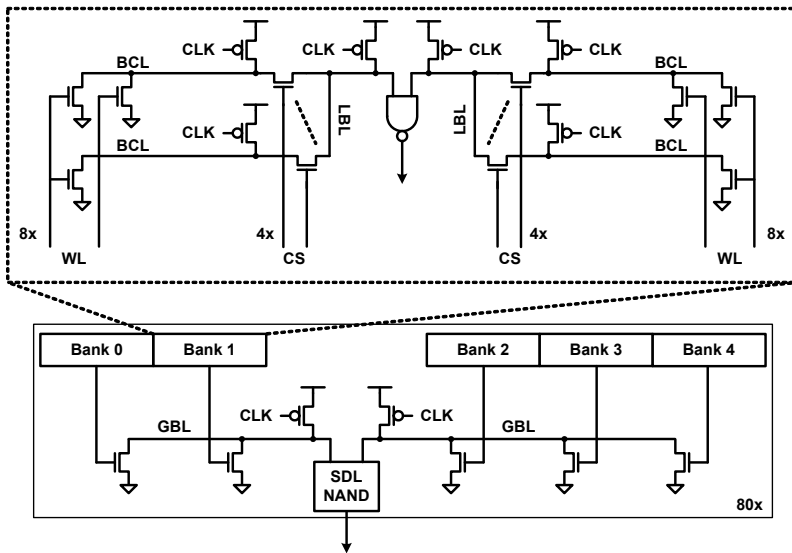 CLK CLK CLK CLK
BCL BCL
LBL LBL
CLK CLK
BCL BCL
8x 4x 4x 8x
WL CS CS WL
Bank 0 Bank 1 Bank 2 Bank 3 Bank 4
CLK CLK
GBL GBL
SDL
NAND
80x